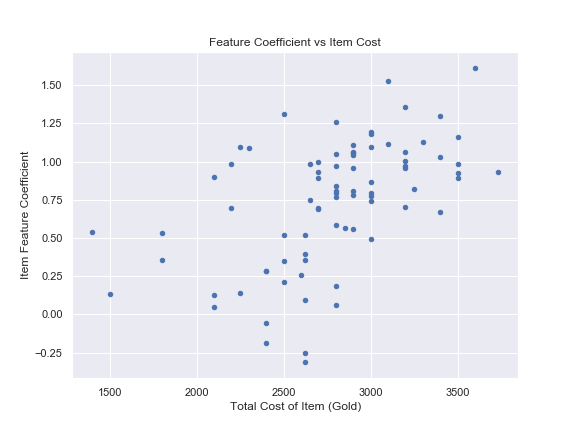 Feature Coefficient vs Item Cost
Item Feature Coefficient
1.50
1.25
1.00
0.75
0.50
0.25
0.00
−0.25
1500 2000 2500 3000 3500
Total Cost of Item (Gold)